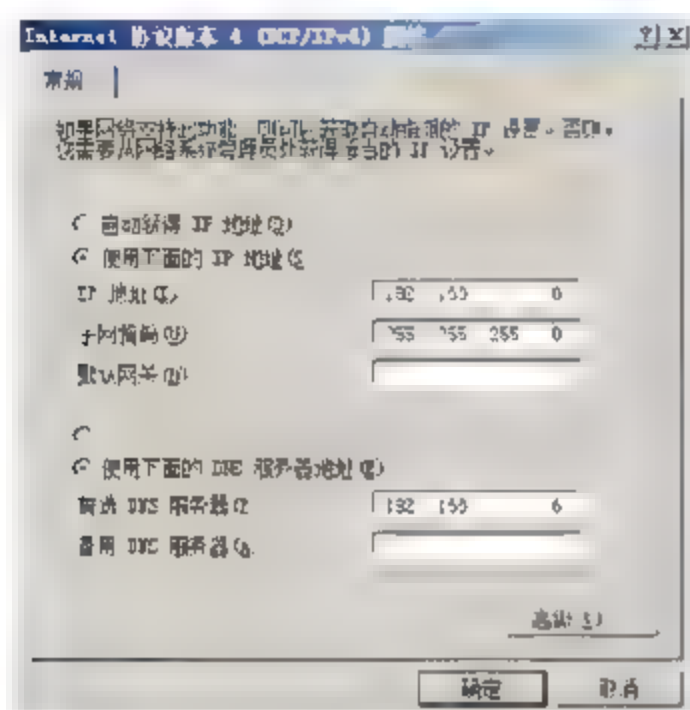 Internet 协议版本 4 (TCP/IPv4) 属性
常规
如果网络支持此功能，则可以获取自动指派的 IP 设置。否则，
您需要从网络系统管理员处获得适当的 IP 设置。
自动获得 IP 地址(O)
使用下面的 IP 地址(S)
IP 地址(I)
子网掩码(U) 255 255 255 0
默认网关(D)
使用下面的 DNS 服务器地址(E)
首选 DNS 服务器(P
备用 DNS 服务器(A
高级(V)
确定 取消